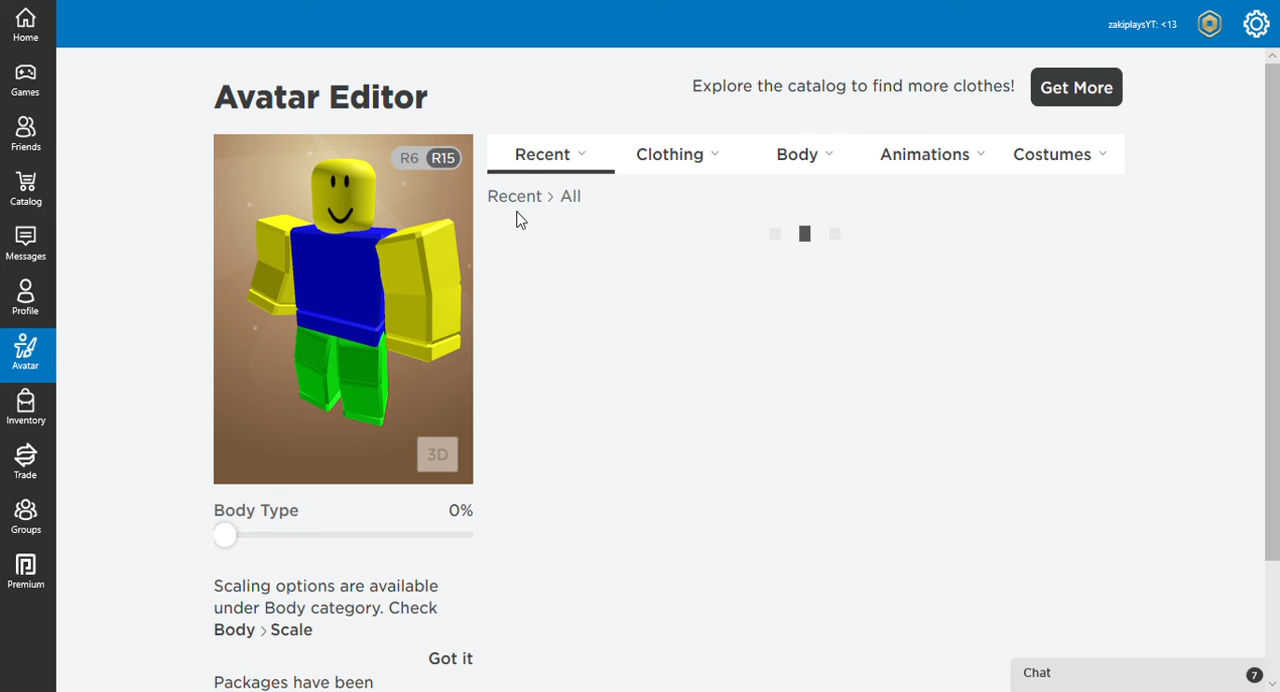 zakiplaysYT: <13
Home
Games
Friends
Catalog
Messages
Profile
Avatar
Inventory
Trade
Groups
Premium
Avatar Editor
Explore the catalog to find more clothes!
Get More
R6 R15
3D
Recent Clothing Body Animations Costumes
Recent > All
Body Type 0%
Scaling options are available
under Body category. Check
Body > Scale
Got it
Packages have been
Chat 7